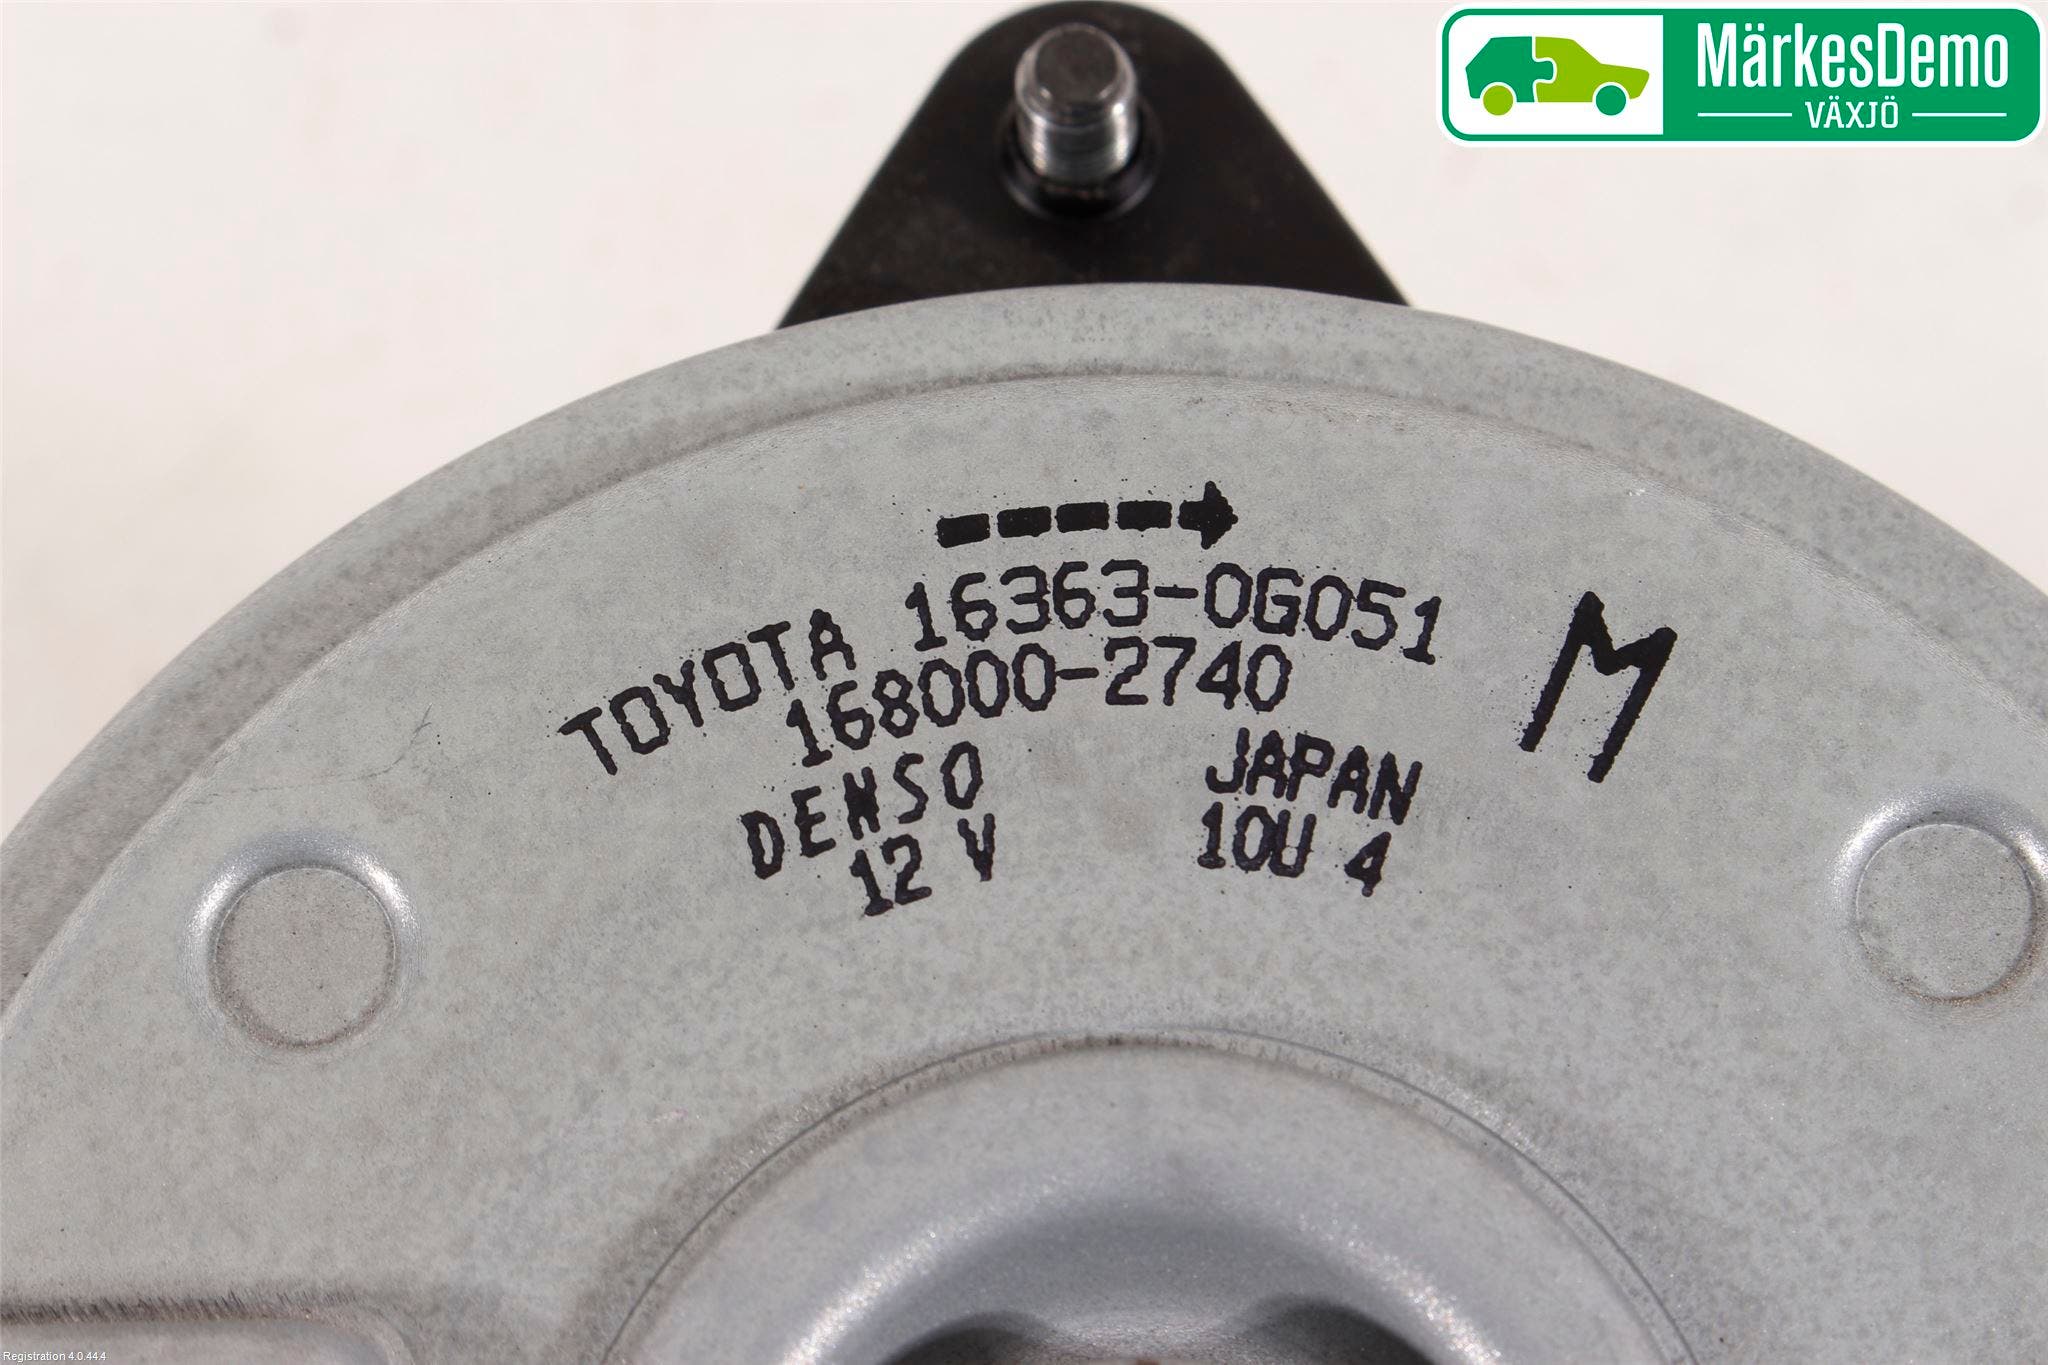 MärkesDemo
VÄXJÖ
TOYOTA 16363-0G051
168000-2740
M
DENSO JAPAN
12 V 10U 4
Registration 4.0.44.4